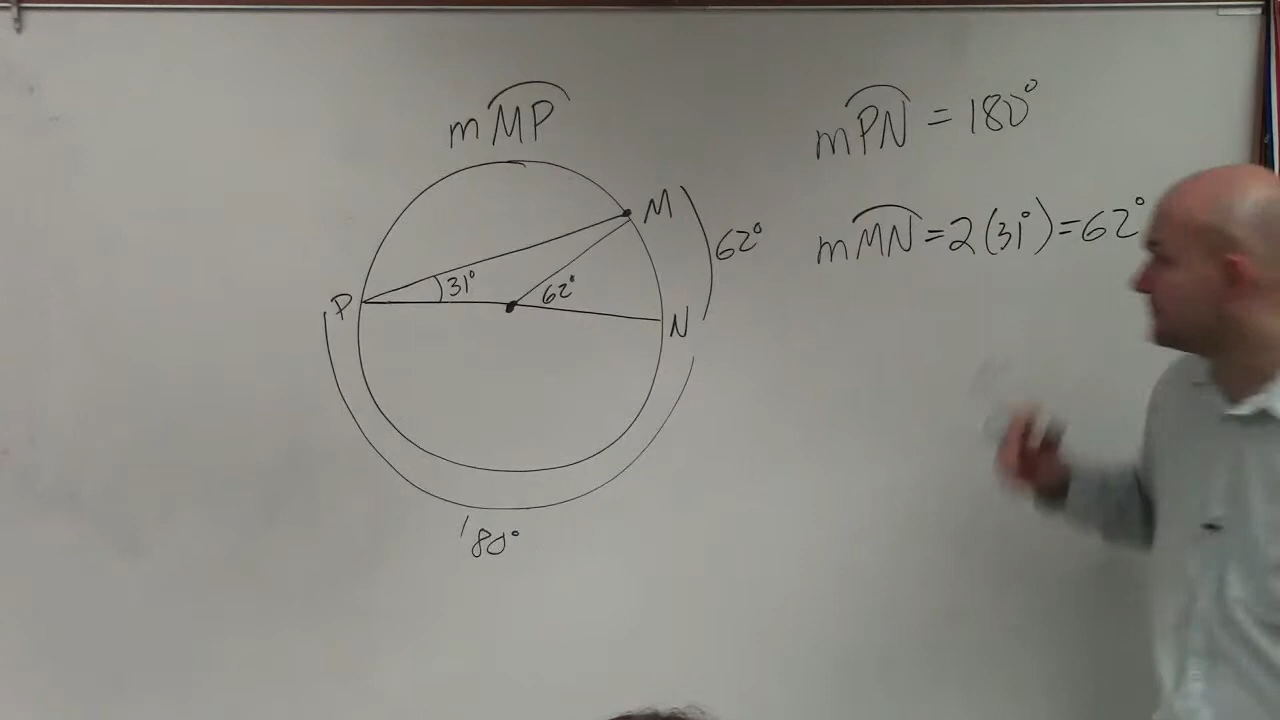 mMP
mPN = 180°
M
62°
mMN = 2(31°) = 62°
31°
62°
P
N
180°